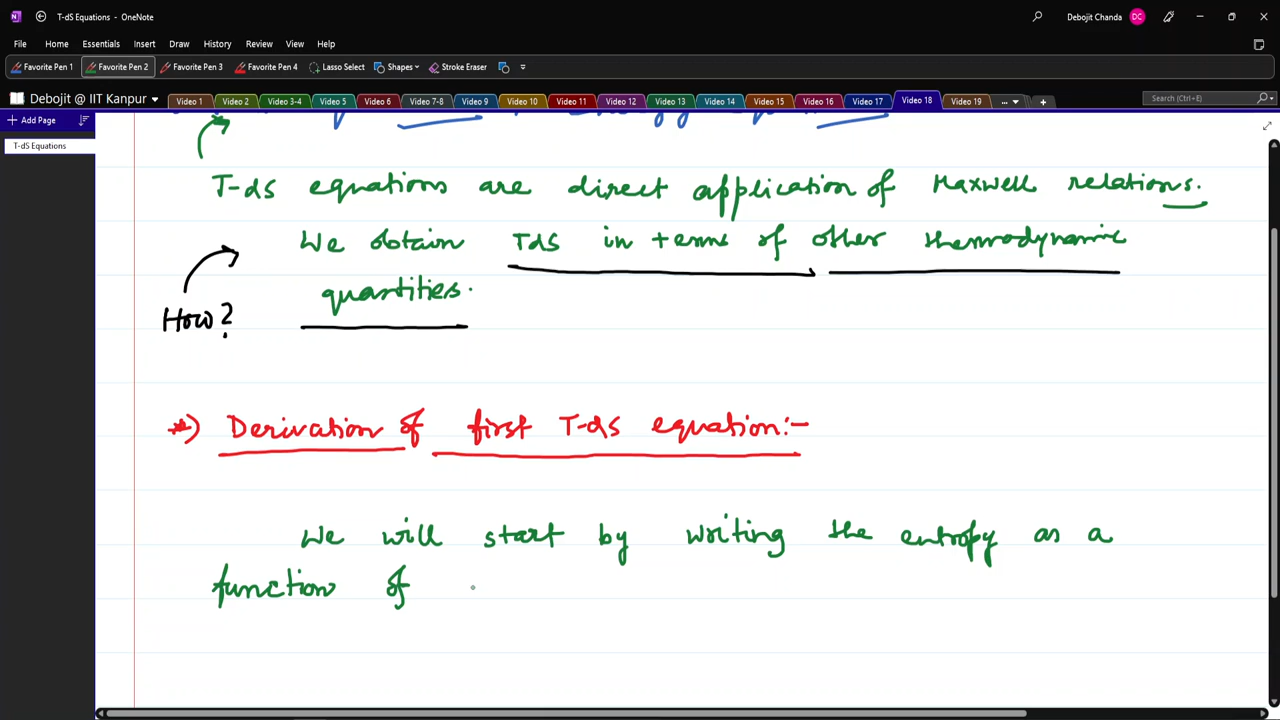 T-dS Equations - OneNote
Debojit Chanda DC
File Home Essentials Insert Draw History Review View Help
Favorite Pen 1 Favorite Pen 2 Favorite Pen 3 Favorite Pen 4 Lasso Select Shapes Stroke Eraser
Debojit @ IIT Kanpur Video 1 Video 2 Video 3-4 Video 5 Video 6 Video 7-8 Video 9 Video 10 Video 11 Video 12 Video 13 Video 14 Video 15 Video 16 Video 17 Video 18 Video 19 ... + Search (Ctrl+E)
+ Add Page
T-dS Equations
T-ds equations are direct application of Maxwell relations.
We obtain Tds in terms of other thermodynamic
quantities.
How?
*) Derivation of first T-ds equation:-
We will start by writing the entropy as a
function of